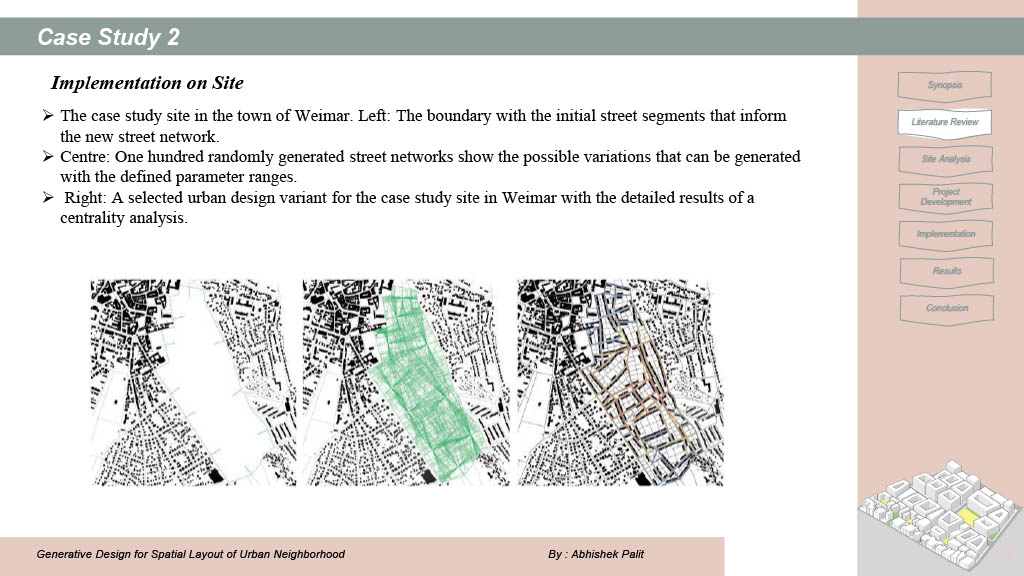 Case Study 2
Implementation on Site
➢ The case study site in the town of Weimar. Left: The boundary with the initial street segments that inform
the new street network.
➢ Centre: One hundred randomly generated street networks show the possible variations that can be generated
with the defined parameter ranges.
➢ Right: A selected urban design variant for the case study site in Weimar with the detailed results of a
centrality analysis.
Synopsis
Literature Review
Site Analysis
Project
Development
Implementation
Results
Conclusion
Generative Design for Spatial Layout of Urban Neighborhood
By : Abhishek Palit